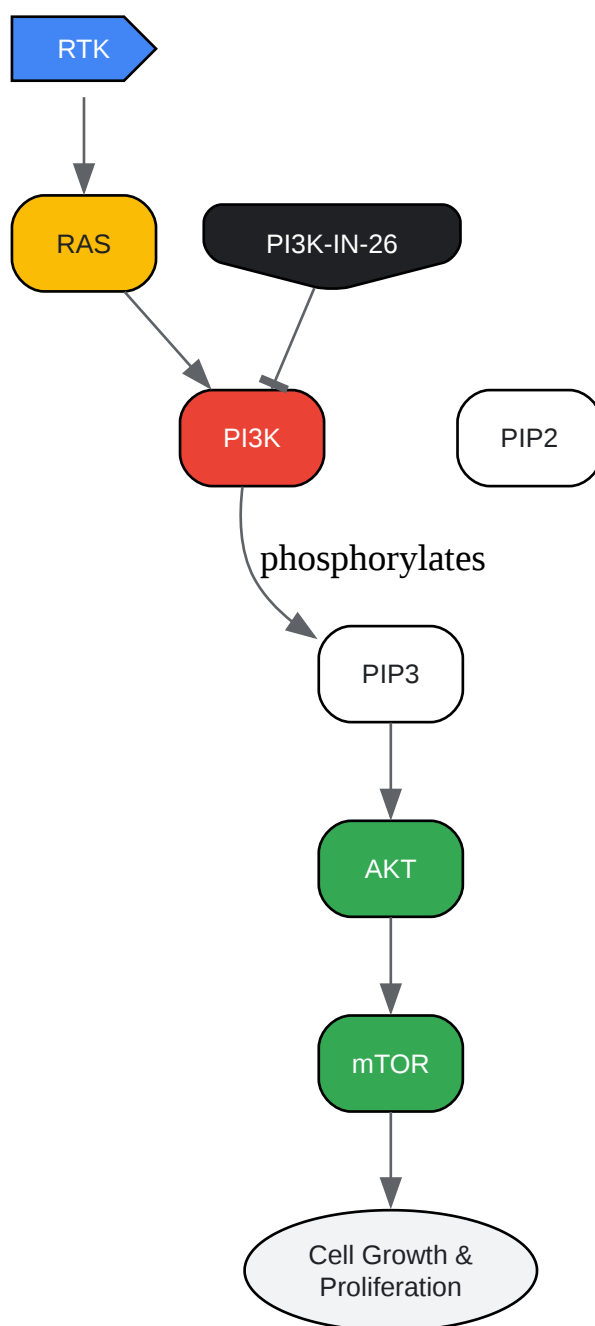 RTK
RAS
PI3K-IN-26
PI3K
PIP2
phosphorylates
PIP3
AKT
mTOR
Cell Growth &
Proliferation